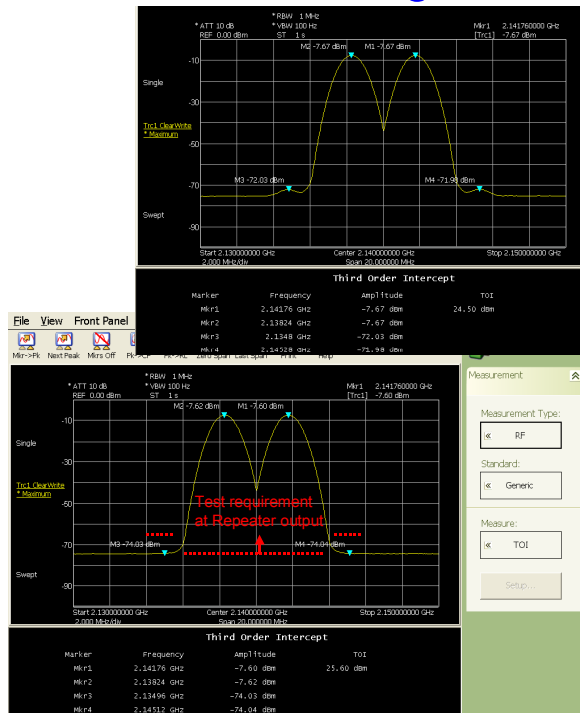 * RBW 1 MHz
* ATT 10 dB * VBW 100 Hz Mkr1 2.141760000 GHz
REF 0.00 dBm ST 1 s [Trc1] -7.67 dBm
M2 -7.67 dBm M1 -7.67 dBm
-10
Single
-30
Trc1 ClearWrite
* Maximum
-50
-70
M3 -72.03 dBm M4 -71.98 dBm
Swept
-90
Start 2.130000000 GHz Center 2.140000000 GHz Stop 2.150000000 GHz
2.000 MHz/div Span 20.000000 MHz
Third Order Intercept
Marker Frequency Amplitude TOI
Mkr1 2.14176 GHz -7.67 dBm 24.50 dBm
Mkr2 2.13824 GHz -7.67 dBm
Mkr3 2.1348 GHz -72.03 dBm
Mkr4 2.14528 GHz -71.98 dBm
File View Front Panel
Mkr->Pk Next Peak Mkrs Off Pk->CF Pk->RL Zero Span Last Span Print Help
* RBW 1 MHz
* ATT 10 dB * VBW 100 Hz Mkr1 2.141760000 GHz
REF 0.00 dBm ST 1 s [Trc1] -7.60 dBm
M2 -7.62 dBm M1 -7.60 dBm
-10
Single
-30
Trc1 ClearWrite
* Maximum
-50
Test requirement
at Repeater output
-70
M3 -74.03 dBm M4 -74.04 dBm
Swept
-90
Start 2.130000000 GHz Center 2.140000000 GHz Stop 2.150000000 GHz
2.000 MHz/div Span 20.000000 MHz
Third Order Intercept
Marker Frequency Amplitude TOI
Mkr1 2.14176 GHz -7.60 dBm 25.60 dBm
Mkr2 2.13824 GHz -7.62 dBm
Mkr3 2.13496 GHz -74.03 dBm
Mkr4 2.14512 GHz -74.04 dBm
Measurement
Measurement Type:
RF
Standard:
Generic
Measure:
TOI
Setup...